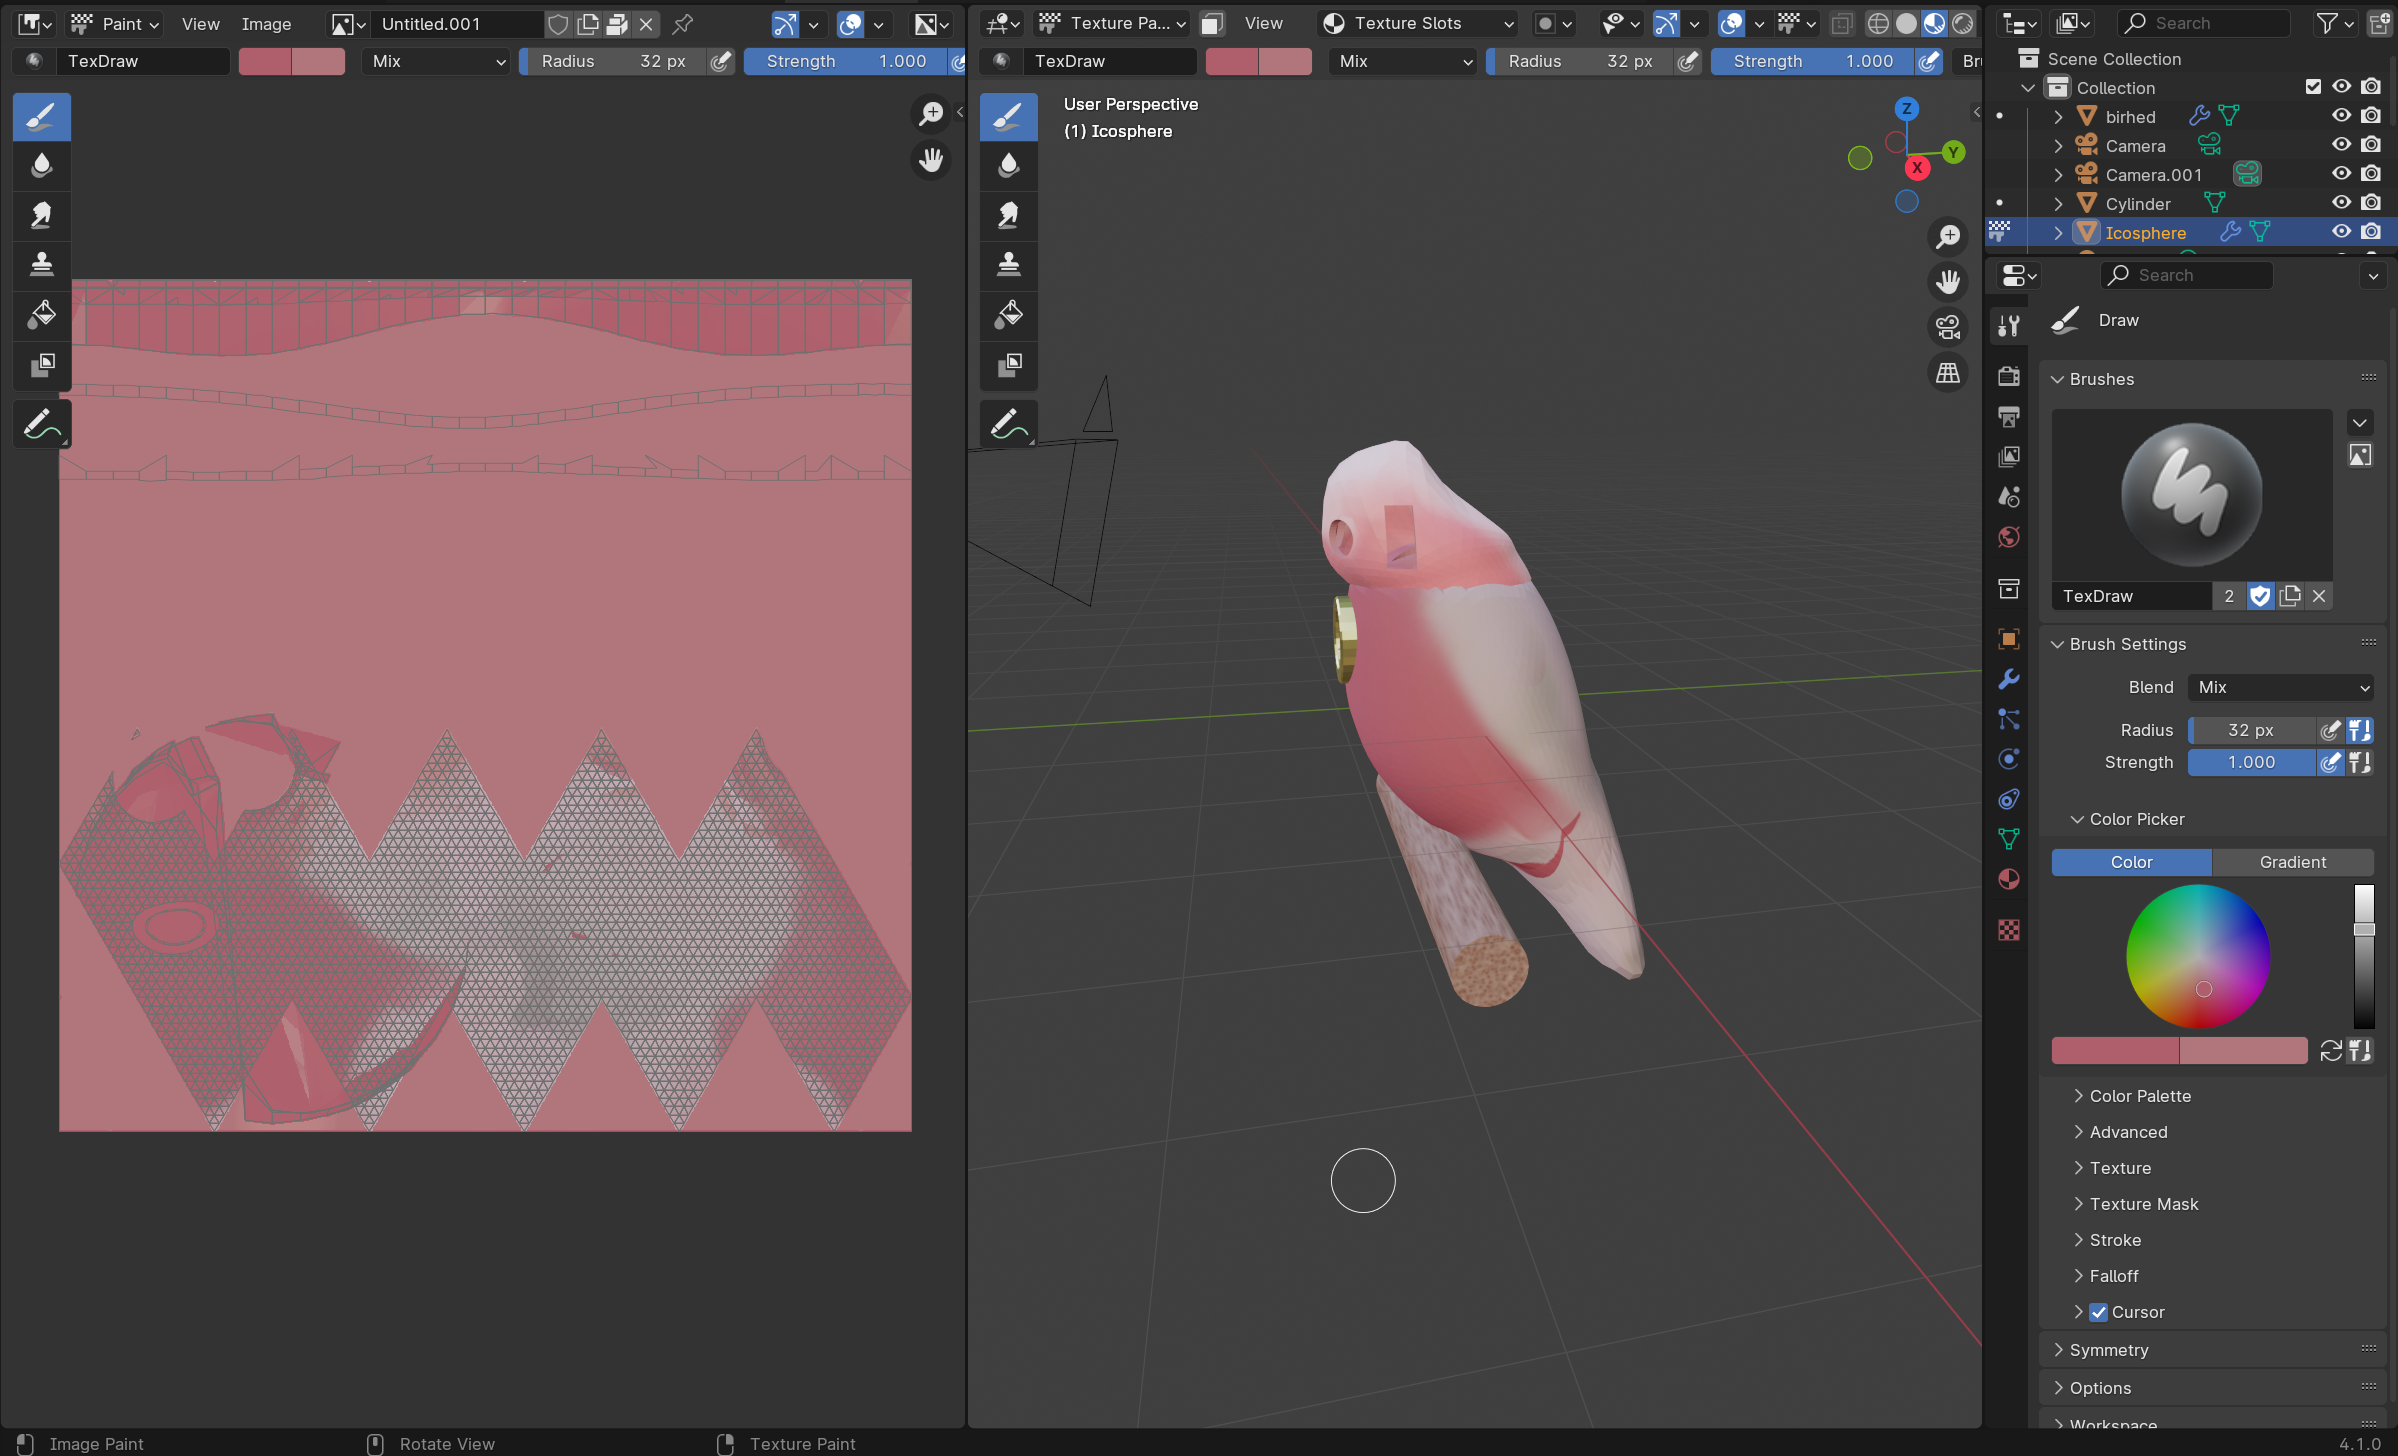 Paint View Image Untitled.001
TexDraw Mix Radius 32 px Strength 1.000
Texture Pa... View Texture Slots
TexDraw Mix Radius 32 px Strength 1.000 Br
User Perspective
(1) Icosphere
Z
Y
X
Search
Scene Collection
Collection
birhed
Camera
Camera.001
Cylinder
Icosphere
Search
Draw
Brushes
TexDraw 2
Brush Settings
Blend Mix
Radius 32 px
Strength 1.000
Color Picker
Color Gradient
Color Palette
Advanced
Texture
Texture Mask
Stroke
Falloff
Cursor
Symmetry
Options
Workspace
Image Paint Rotate View Texture Paint 4.1.0